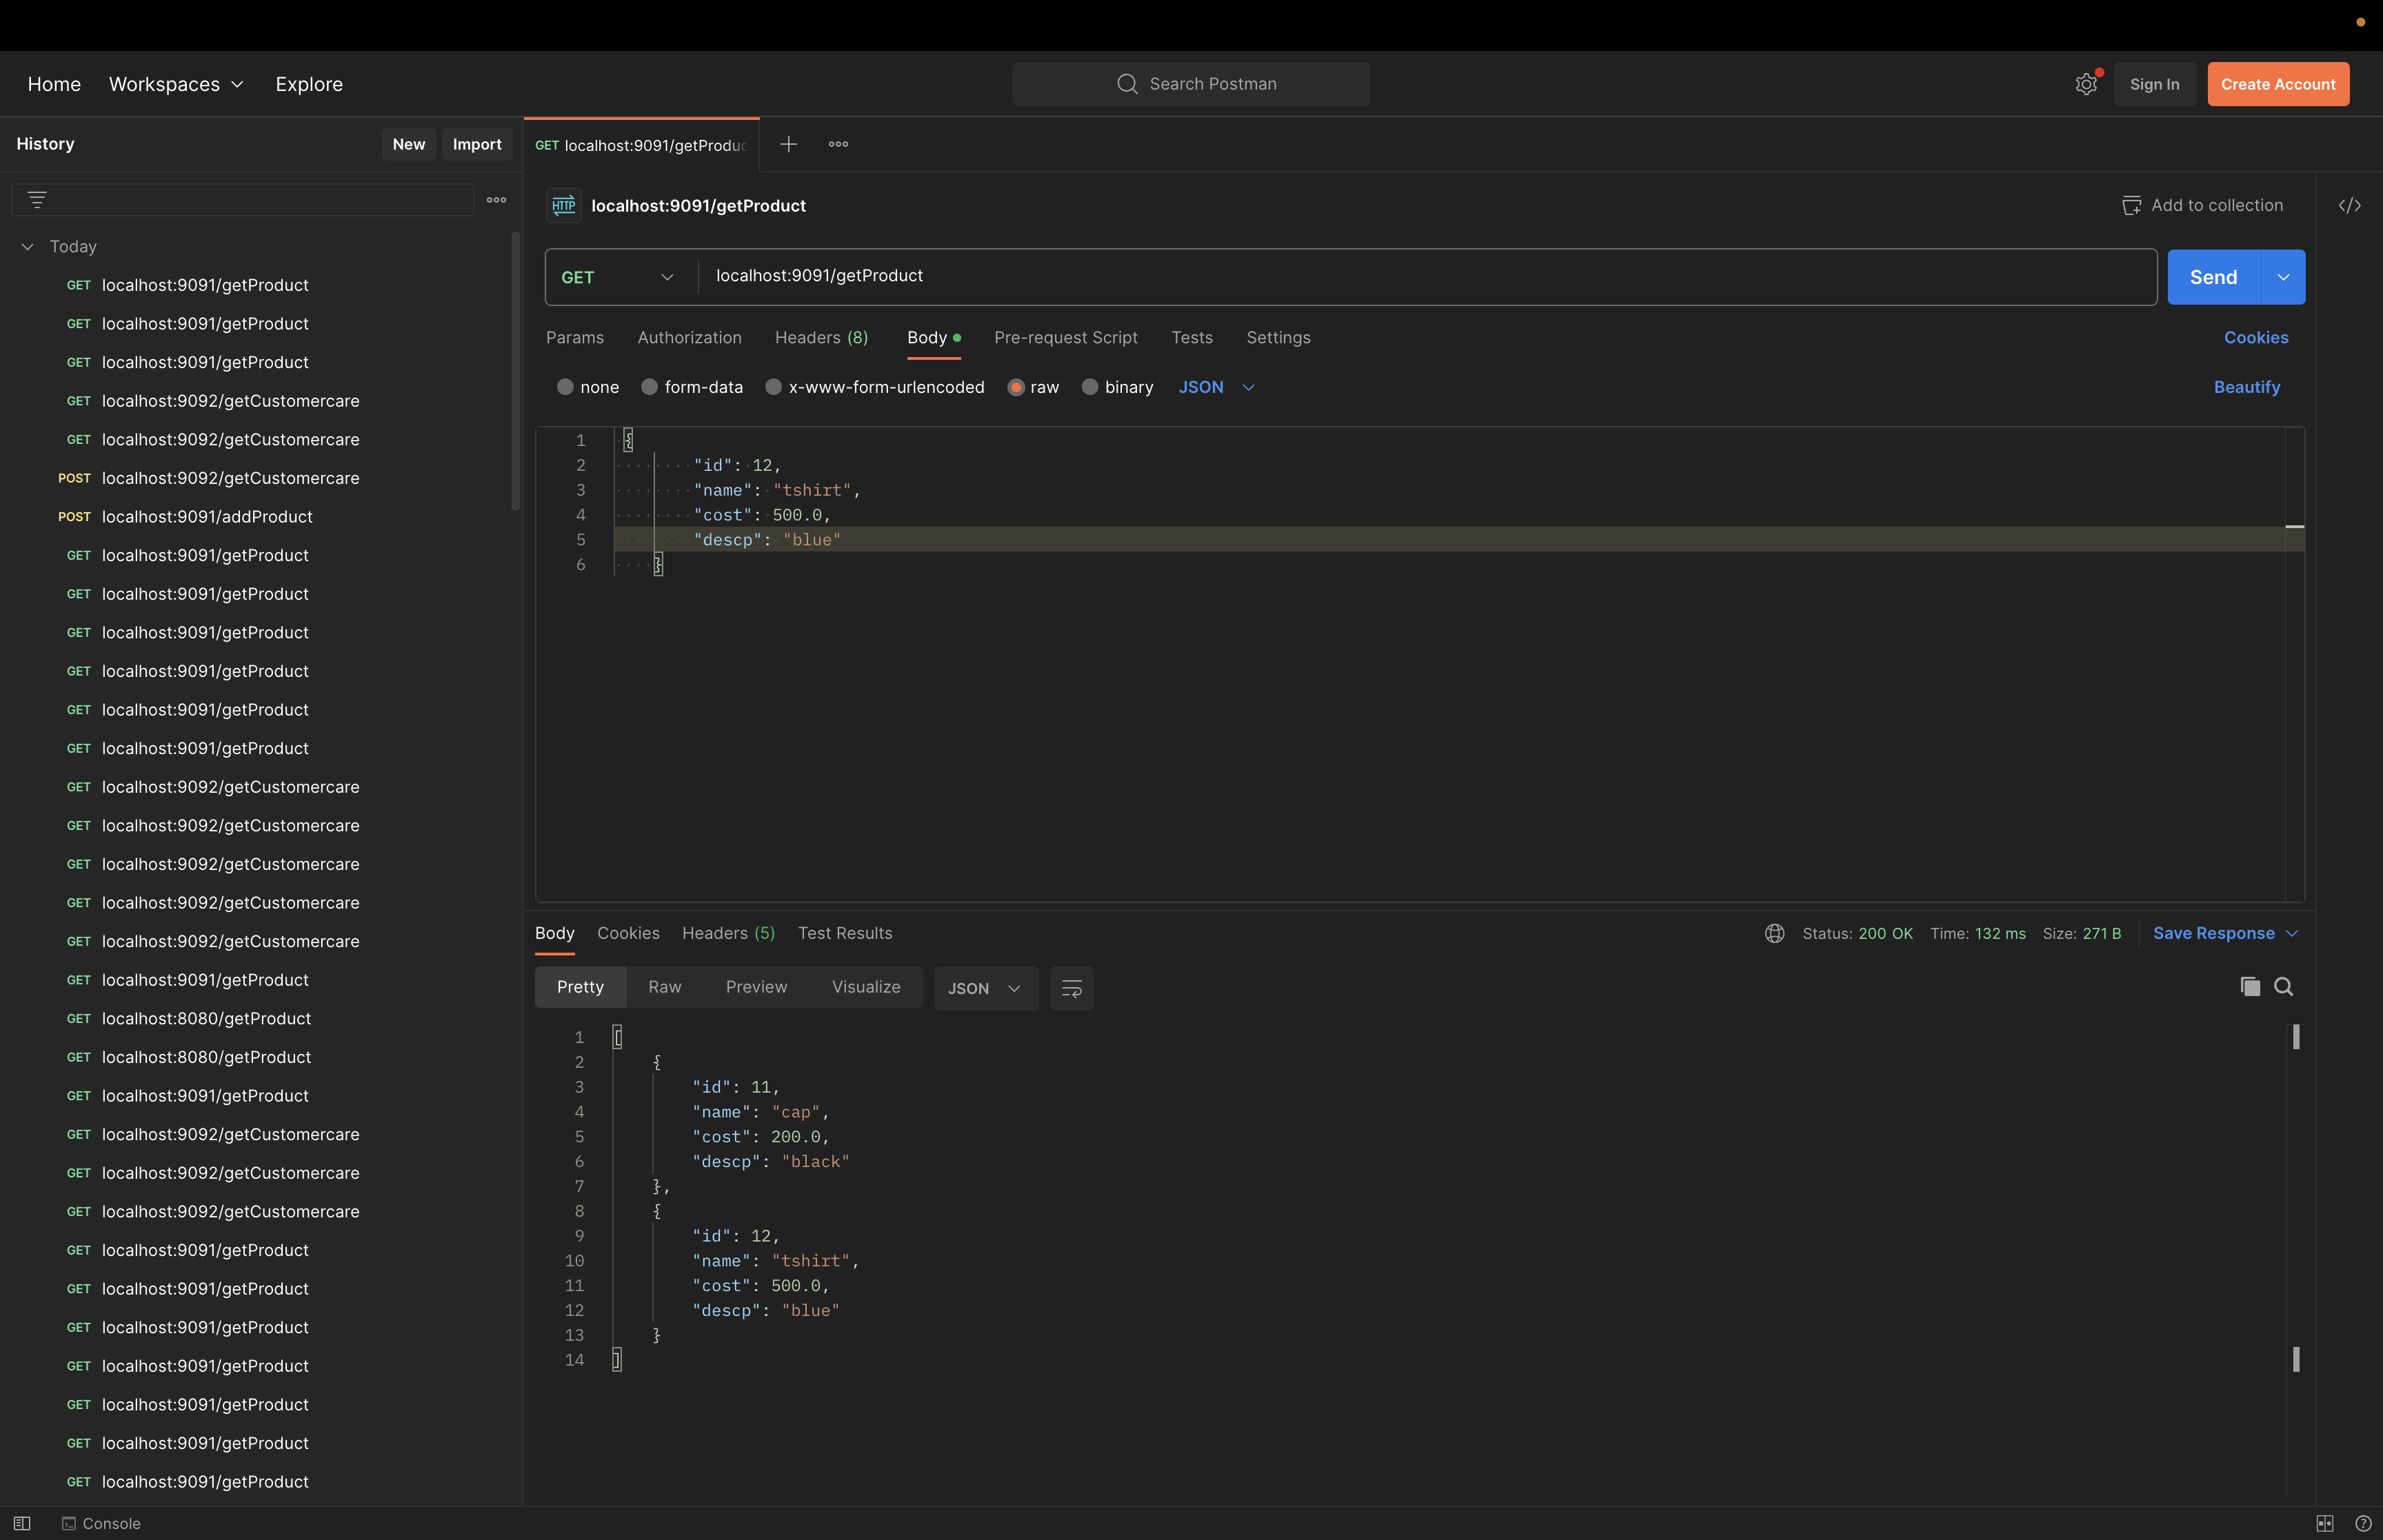 Home Workspaces Explore Search Postman Sign In Create Account
History New Import
GET localhost:9091/getProduc
HTTP localhost:9091/getProduct Add to collection
Today
GET localhost:9091/getProduct
GET localhost:9091/getProduct
GET localhost:9091/getProduct
GET localhost:9092/getCustomercare
GET localhost:9092/getCustomercare
POST localhost:9092/getCustomercare
POST localhost:9091/addProduct
GET localhost:9091/getProduct
GET localhost:9091/getProduct
GET localhost:9091/getProduct
GET localhost:9091/getProduct
GET localhost:9091/getProduct
GET localhost:9091/getProduct
GET localhost:9092/getCustomercare
GET localhost:9092/getCustomercare
GET localhost:9092/getCustomercare
GET localhost:9092/getCustomercare
GET localhost:9092/getCustomercare
GET localhost:9091/getProduct
GET localhost:8080/getProduct
GET localhost:8080/getProduct
GET localhost:9091/getProduct
GET localhost:9092/getCustomercare
GET localhost:9092/getCustomercare
GET localhost:9092/getCustomercare
GET localhost:9091/getProduct
GET localhost:9091/getProduct
GET localhost:9091/getProduct
GET localhost:9091/getProduct
GET localhost:9091/getProduct
GET localhost:9091/getProduct
GET localhost:9091/getProduct
GET localhost:9091/getProduct Send
Params Authorization Headers (8) Body Pre-request Script Tests Settings Cookies
none form-data x-www-form-urlencoded raw binary JSON Beautify
1 {
2 "id": 12,
3 "name": "tshirt",
4 "cost": 500.0,
5 "descp": "blue"
6 }
Body Cookies Headers (5) Test Results Status: 200 OK Time: 132 ms Size: 271 B Save Response
Pretty Raw Preview Visualize JSON
1 [
2 {
3 "id": 11,
4 "name": "cap",
5 "cost": 200.0,
6 "descp": "black"
7 },
8 {
9 "id": 12,
10 "name": "tshirt",
11 "cost": 500.0,
12 "descp": "blue"
13 }
14 ]
Console